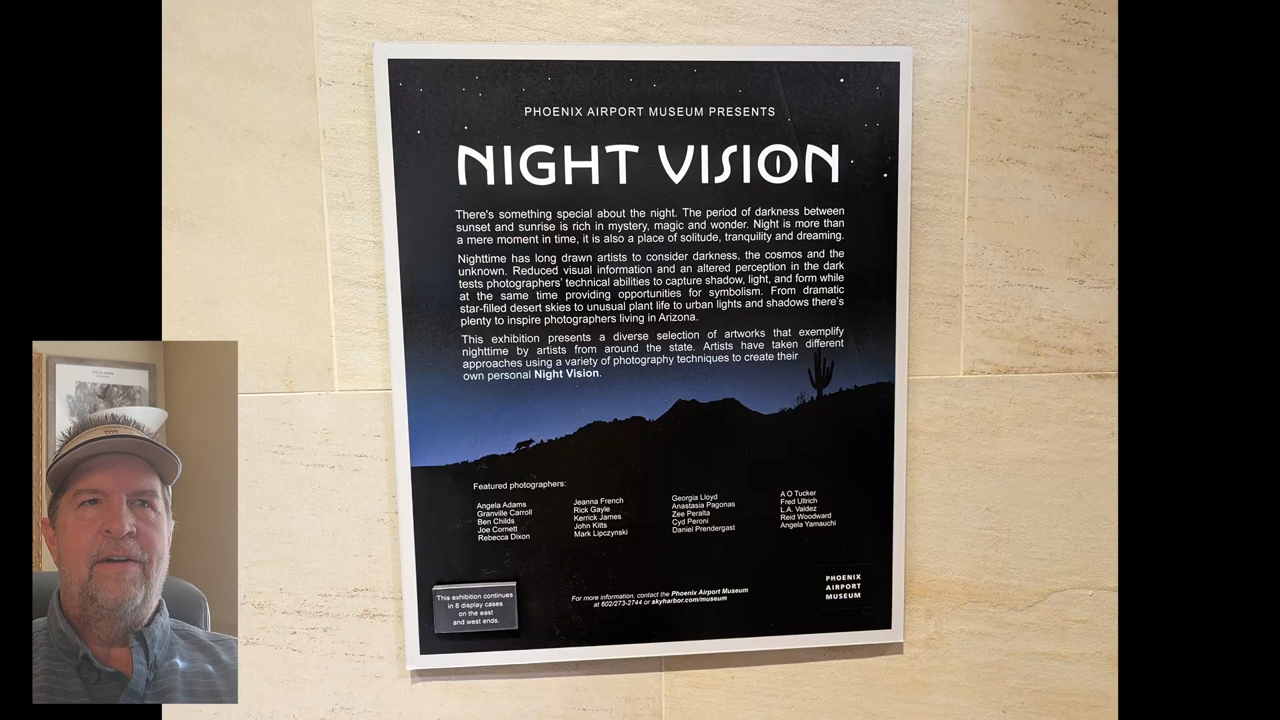 PHOENIX AIRPORT MUSEUM PRESENTS
NIGHT VISION
There's something special about the night. The period of darkness between
sunset and sunrise is rich in mystery, magic and wonder. Night is more than
a mere moment in time, it is also a place of solitude, tranquility and dreaming.
Nighttime has long drawn artists to consider darkness, the cosmos and the
unknown. Reduced visual information and an altered perception in the dark
tests photographers' technical abilities to capture shadow, light, and form while
at the same time providing opportunities for symbolism. From dramatic
star-filled desert skies to unusual plant life to urban lights and shadows there's
plenty to inspire photographers living in Arizona.
This exhibition presents a diverse selection of artworks that exemplify
nighttime by artists from around the state. Artists have taken different
approaches using a variety of photography techniques to create their
own personal Night Vision.
Featured photographers:
Angela Adams
Granville Carroll
Ben Childs
Joe Cornett
Rebecca Dixon
Jeanna French
Rick Gayle
Kerrick James
John Kitts
Mark Lipczynski
Georgia Lloyd
Anastasia Pagonas
Zee Peralta
Cyd Peroni
Daniel Prendergast
A O Tucker
Fred Ullrich
L.A. Valdez
Reid Woodward
Angela Yamauchi
This exhibition continues
in 8 display cases
on the east
and west ends.
For more information, contact the Phoenix Airport Museum
at 602/273-2744 or skyharbor.com/museum
PHOENIX
AIRPORT
MUSEUM